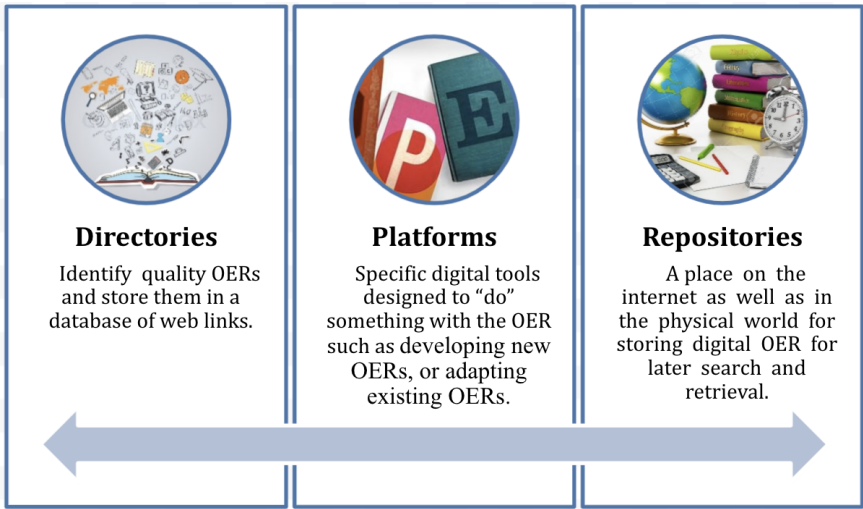 P
E
Directories
Identify quality OERs
and store them in a
database of web links.
Platforms
Specific digital tools
designed to “do”
something with the OER
such as developing new
OERs, or adapting
existing OERs.
Repositories
A place on the
internet as well as in
the physical world for
storing digital OER for
later search and
retrieval.